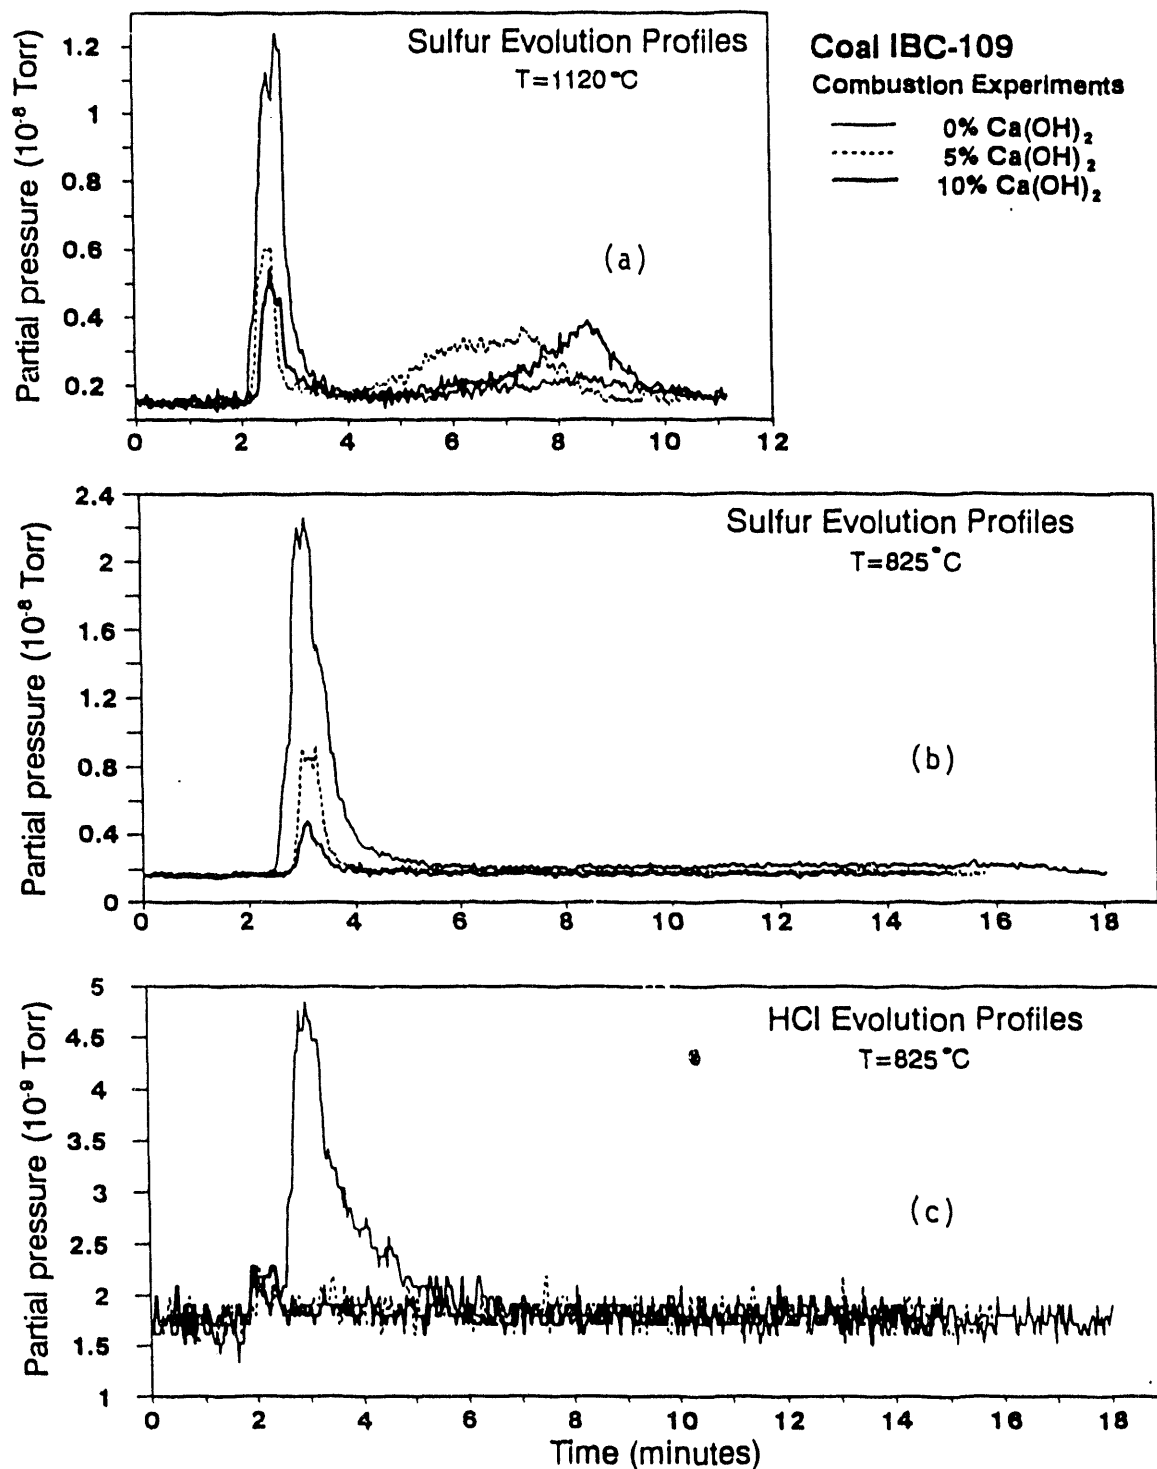 Sulfur Evolution Profiles
T=1120°C
Coal IBC-109
Combustion Experiments
0% Ca(OH)₂
5% Ca(OH)₂
10% Ca(OH)₂
(a)
Partial pressure (10⁻⁸ Torr)
1.2
1
0.8
0.6
0.4
0.2
0 2 4 6 8 10 12
Sulfur Evolution Profiles
T=825°C
(b)
Partial pressure (10⁻⁸ Torr)
2.4
2
1.6
1.2
0.8
0.4
0
0 2 4 6 8 10 12 14 16 18
HCl Evolution Profiles
T=825°C
(c)
Partial pressure (10⁻⁹ Torr)
5
4.5
4
3.5
3
2.5
2
1.5
1
0 2 4 6 8 10 12 14 16 18
Time (minutes)